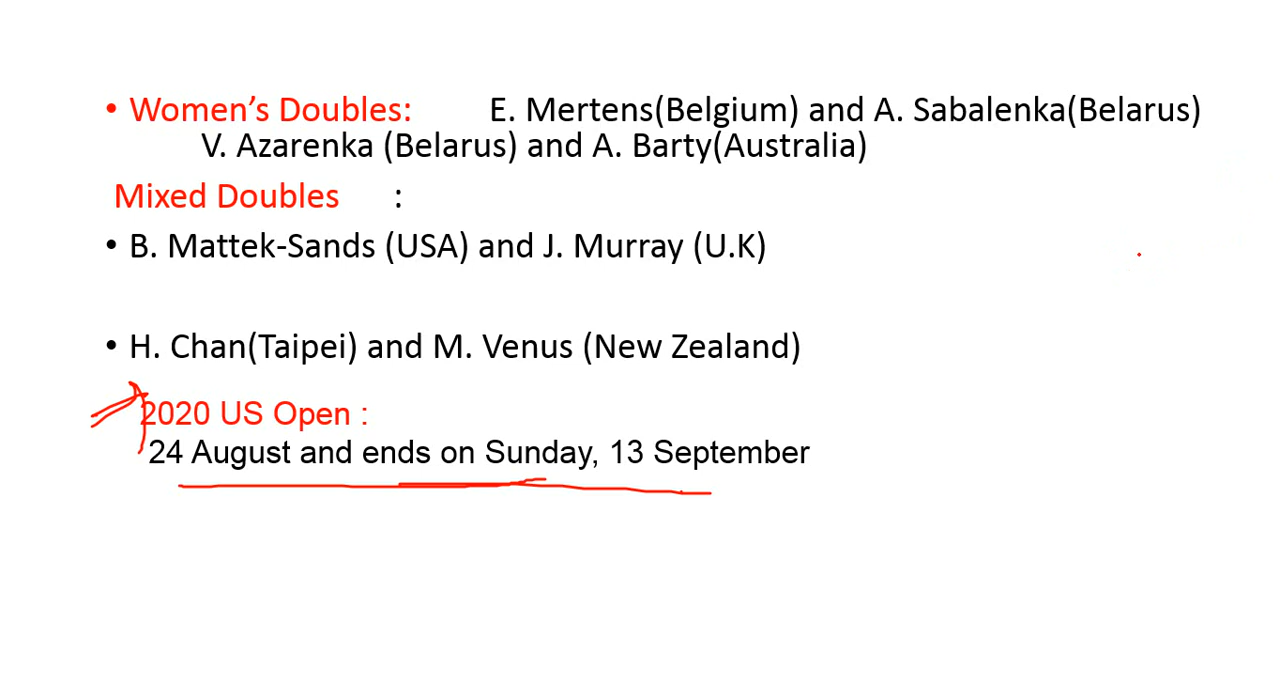 • Women’s Doubles: E. Mertens(Belgium) and A. Sabalenka(Belarus)
V. Azarenka (Belarus) and A. Barty(Australia)
Mixed Doubles :
• B. Mattek-Sands (USA) and J. Murray (U.K)
• H. Chan(Taipei) and M. Venus (New Zealand)
2020 US Open :
24 August and ends on Sunday, 13 September